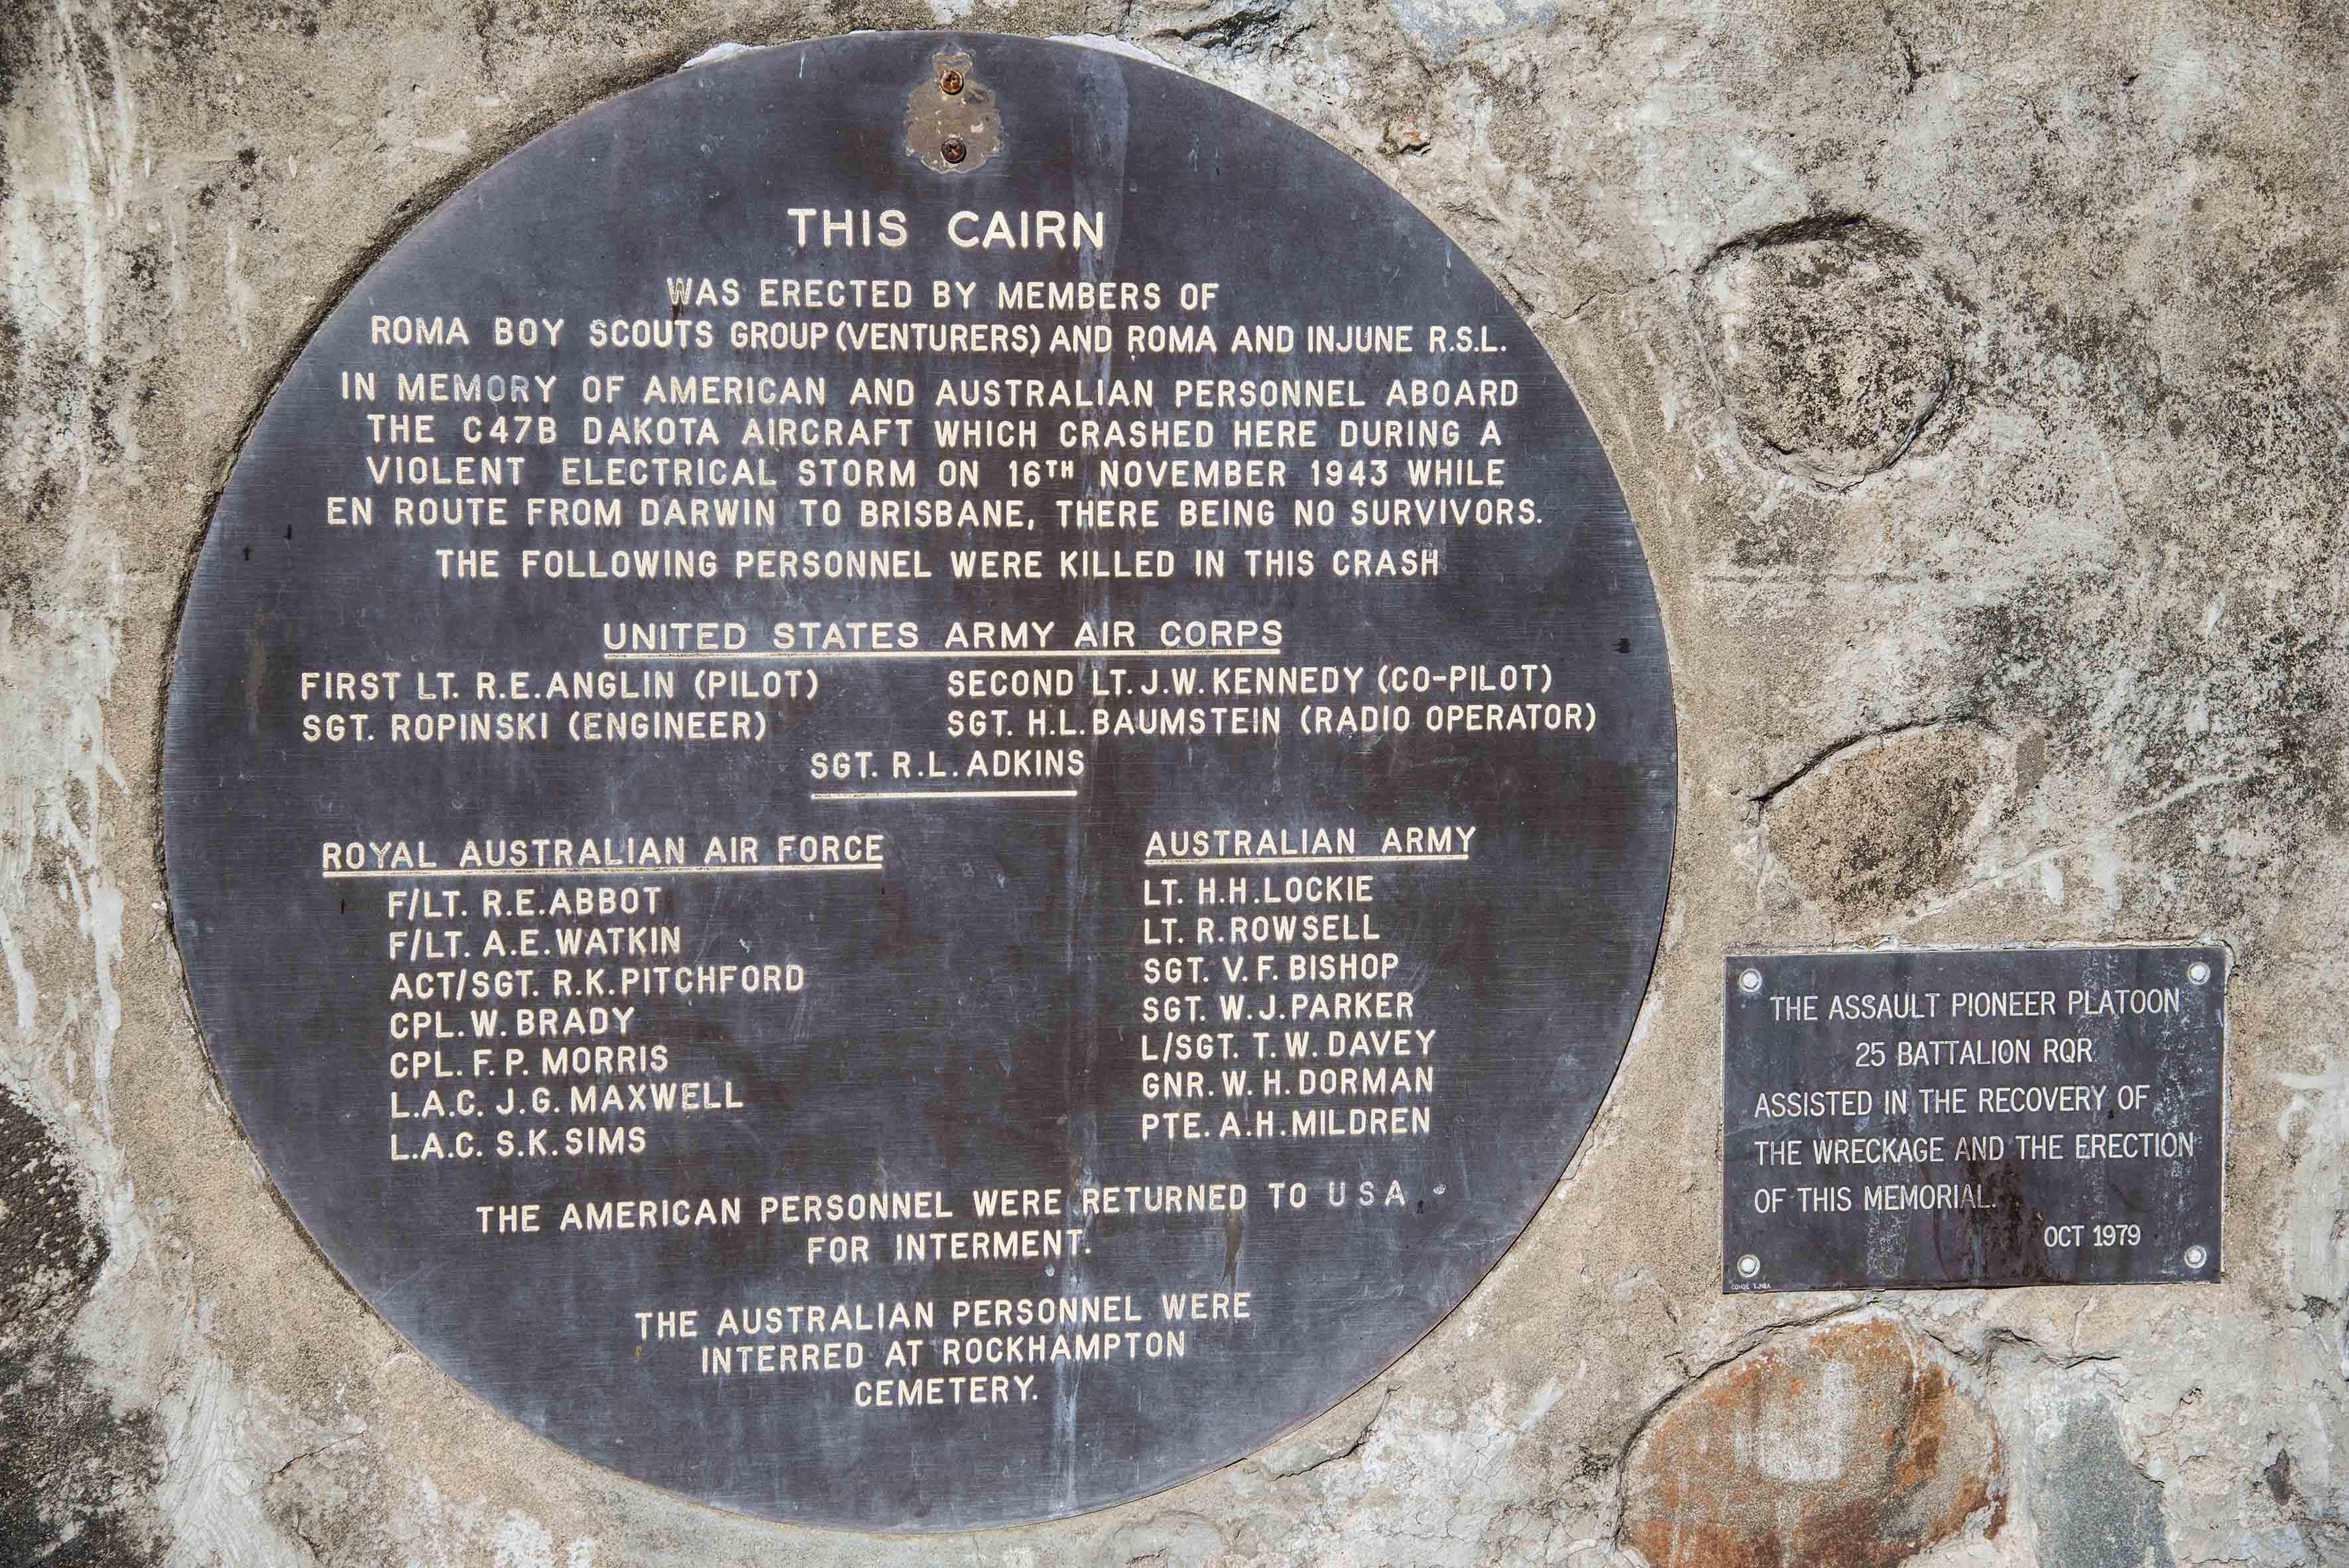 THIS CAIRN
WAS ERECTED BY MEMBERS OF
ROMA BOY SCOUTS GROUP (VENTURERS) AND ROMA AND INJUNE R.S.L.
IN MEMORY OF AMERICAN AND AUSTRALIAN PERSONNEL ABOARD
THE C47B DAKOTA AIRCRAFT WHICH CRASHED HERE DURING A
VIOLENT ELECTRICAL STORM ON 16TH NOVEMBER 1943 WHILE
EN ROUTE FROM DARWIN TO BRISBANE, THERE BEING NO SURVIVORS.
THE FOLLOWING PERSONNEL WERE KILLED IN THIS CRASH
UNITED STATES ARMY AIR CORPS
FIRST LT. R.E. ANGLIN (PILOT) SECOND LT. J.W. KENNEDY (CO-PILOT)
SGT. ROPINSKI (ENGINEER) SGT. H.L. BAUMSTEIN (RADIO OPERATOR)
SGT. R.L. ADKINS
ROYAL AUSTRALIAN AIR FORCE
F/LT. R.E. ABBOT
F/LT. A.E. WATKIN
ACT/SGT. R.K. PITCHFORD
CPL. W. BRADY
CPL. F. P. MORRIS
L.A.C. J.G. MAXWELL
L.A.C. S.K. SIMS
AUSTRALIAN ARMY
LT. H.H. LOCKIE
LT. R. ROWSELL
SGT. V. F. BISHOP
SGT. W. J. PARKER
L/SGT. T. W. DAVEY
GNR. W. H. DORMAN
PTE. A.H. MILDREN
THE AMERICAN PERSONNEL WERE RETURNED TO U S A
FOR INTERMENT.
THE AUSTRALIAN PERSONNEL WERE
INTERRED AT ROCKHAMPTON
CEMETERY.
THE ASSAULT PIONEER PLATOON
25 BATTALION RQR
ASSISTED IN THE RECOVERY OF
THE WRECKAGE AND THE ERECTION
OF THIS MEMORIAL.
OCT 1979